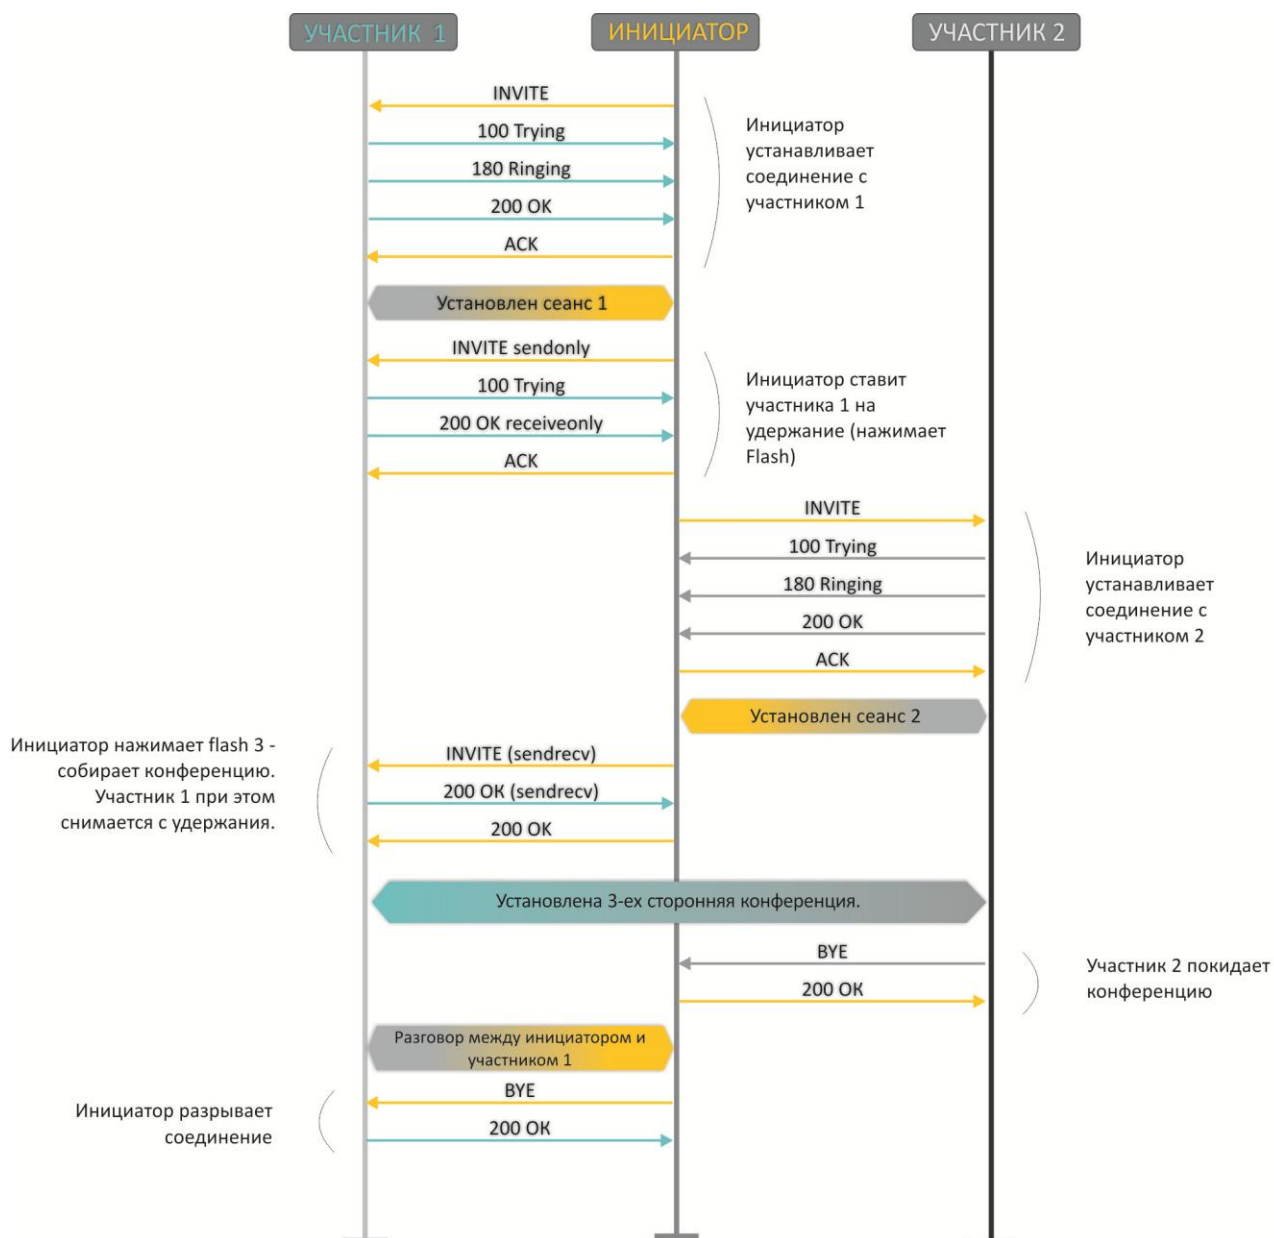 УЧАСТНИК 1
ИНИЦИАТОР
УЧАСТНИК 2
INVITE
100 Trying
180 Ringing
200 OK
ACK
Инициатор
устанавливает
соединение с
участником 1
Установлен сеанс 1
INVITE sendonly
100 Trying
200 OK receiveonly
ACK
Инициатор ставит
участника 1 на
удержание (нажимает
Flash)
INVITE
100 Trying
180 Ringing
200 OK
ACK
Инициатор
устанавливает
соединение с
участником 2
Установлен сеанс 2
Инициатор нажимает flash 3 -
собирает конференцию.
Участник 1 при этом
снимается с удержания.
INVITE (sendrecv)
200 OK (sendrecv)
200 OK
Установлена 3-ех сторонняя конференция.
BYE
200 OK
Участник 2 покидает
конференцию
Разговор между инициатором и
участником 1
BYE
200 OK
Инициатор разрывает
соединение